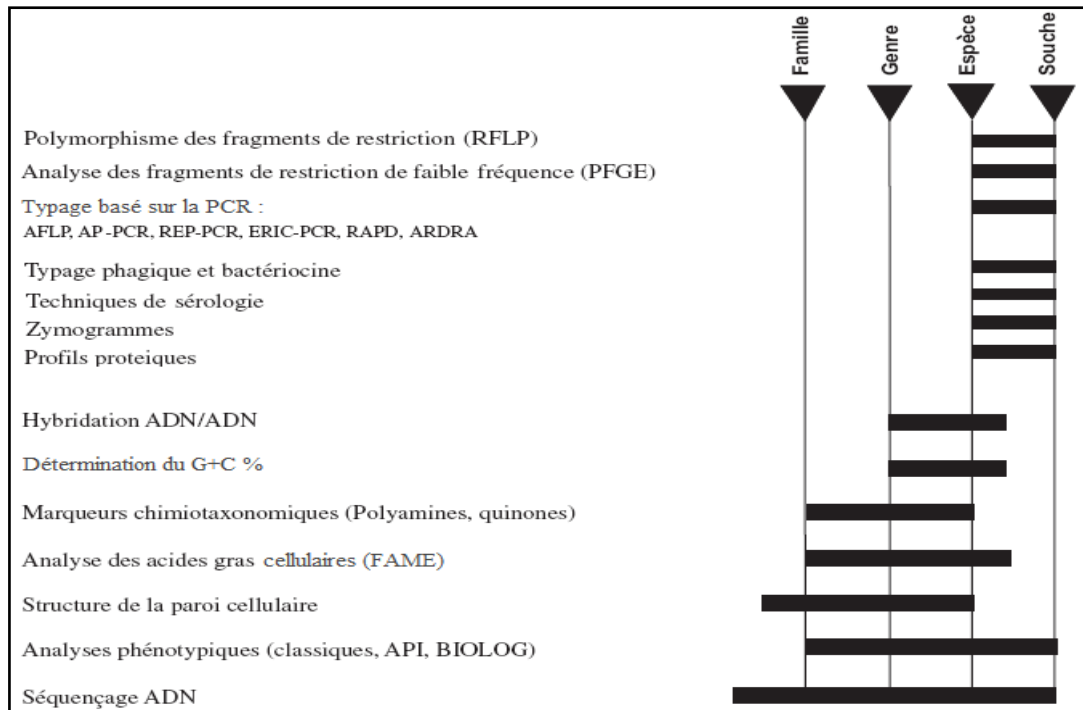 Famille
Genre
Espèce
Souche
Polymorphisme des fragments de restriction (RFLP)
Analyse des fragments de restriction de faible fréquence (PFGE)
Typage basé sur la PCR :
AFLP, AP-PCR, REP-PCR, ERIC-PCR, RAPD, ARDRA
Typage phagique et bactériocine
Techniques de sérologie
Zymogrammes
Profils proteiques
Hybridation ADN/ADN
Détermination du G+C %
Marqueurs chimiotaxonomiques (Polyamines, quinones)
Analyse des acides gras cellulaires (FAME)
Structure de la paroi cellulaire
Analyses phénotypiques (classiques, API, BIOLOG)
Séquençage ADN